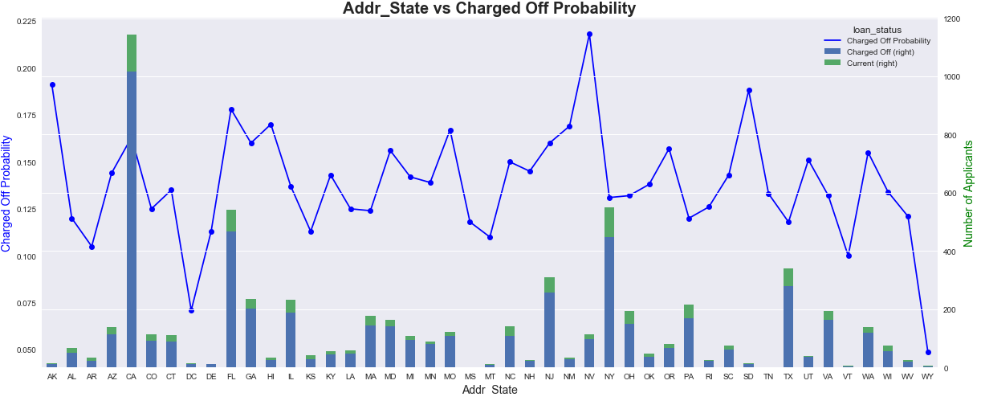 Addr_State vs Charged Off Probability
0.225
0.200
0.175
0.150
0.125
0.100
0.075
0.050
Charged Off Probability
1200
1000
800
600
400
200
0
Number of Applicants
loan_status
Charged Off Probability
Charged Off (right)
Current (right)
AK AL AR AZ CA CO CT DC DE FL GA HI IL KS KY LA MA MD MI MN MO MS MT NC NH NJ NM NV NY OH OK OR PA RI SC SD TN TX UT VA VT WA WI WV WY
Addr_State